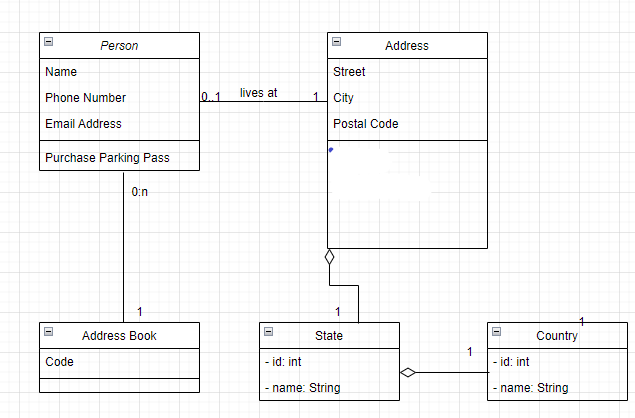 Person
Name
Phone Number
Email Address
Purchase Parking Pass
0..1
lives at
1
Address
Street
City
Postal Code
0:n
1
Address Book
Code
1
State
- id: int
- name: String
1
1
Country
- id: int
- name: String